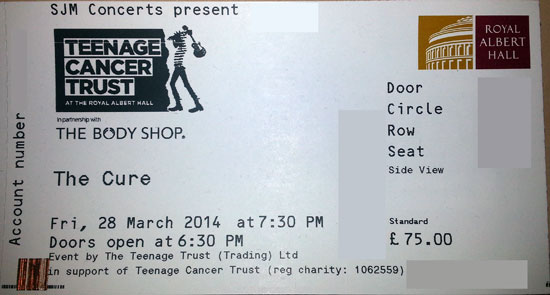 SJM Concerts present
TEENAGE
CANCER
TRUST
AT THE ROYAL ALBERT HALL
In partnership with
THE BODY SHOP®
The Cure
Fri, 28 March 2014 at 7:30 PM
Doors open at 6:30 PM
Event by The Teenage Trust (Trading) Ltd
in support of Teenage Cancer Trust (reg charity: 1062559)
ROYAL
ALBERT
HALL
Door
Circle
Row
Seat
Side View
Standard
£75.00
Account number